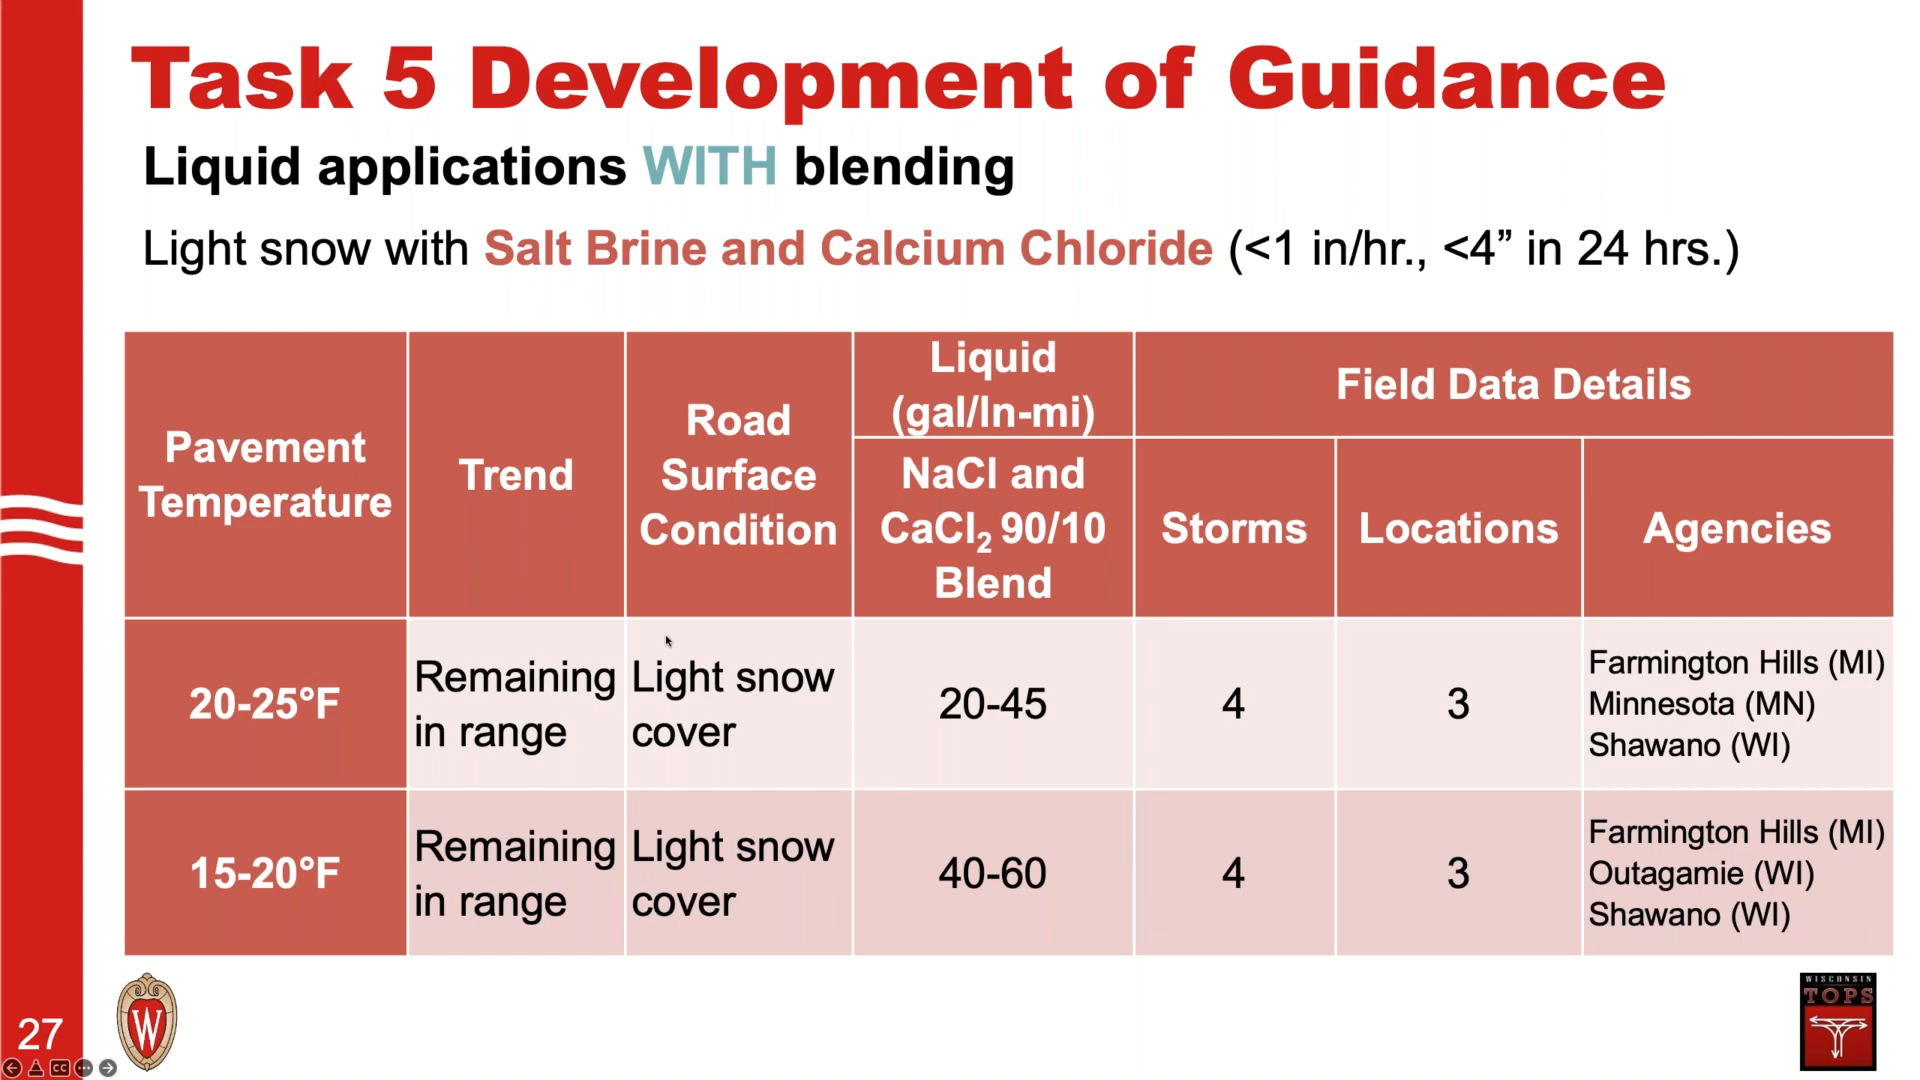 Task 5 Development of Guidance
Liquid applications WITH blending
Light snow with Salt Brine and Calcium Chloride (<1 in/hr., <4” in 24 hrs.)
Pavement
Temperature
Trend
Road
Surface
Condition
Liquid
(gal/ln-mi)
NaCl and
CaCl₂ 90/10
Blend
Field Data Details
Storms
Locations
Agencies
20-25°F
Remaining
in range
Light snow
cover
20-45
4
3
Farmington Hills (MI)
Minnesota (MN)
Shawano (WI)
15-20°F
Remaining
in range
Light snow
cover
40-60
4
3
Farmington Hills (MI)
Outagamie (WI)
Shawano (WI)
27
CC
W
WISCONSIN
TOPS